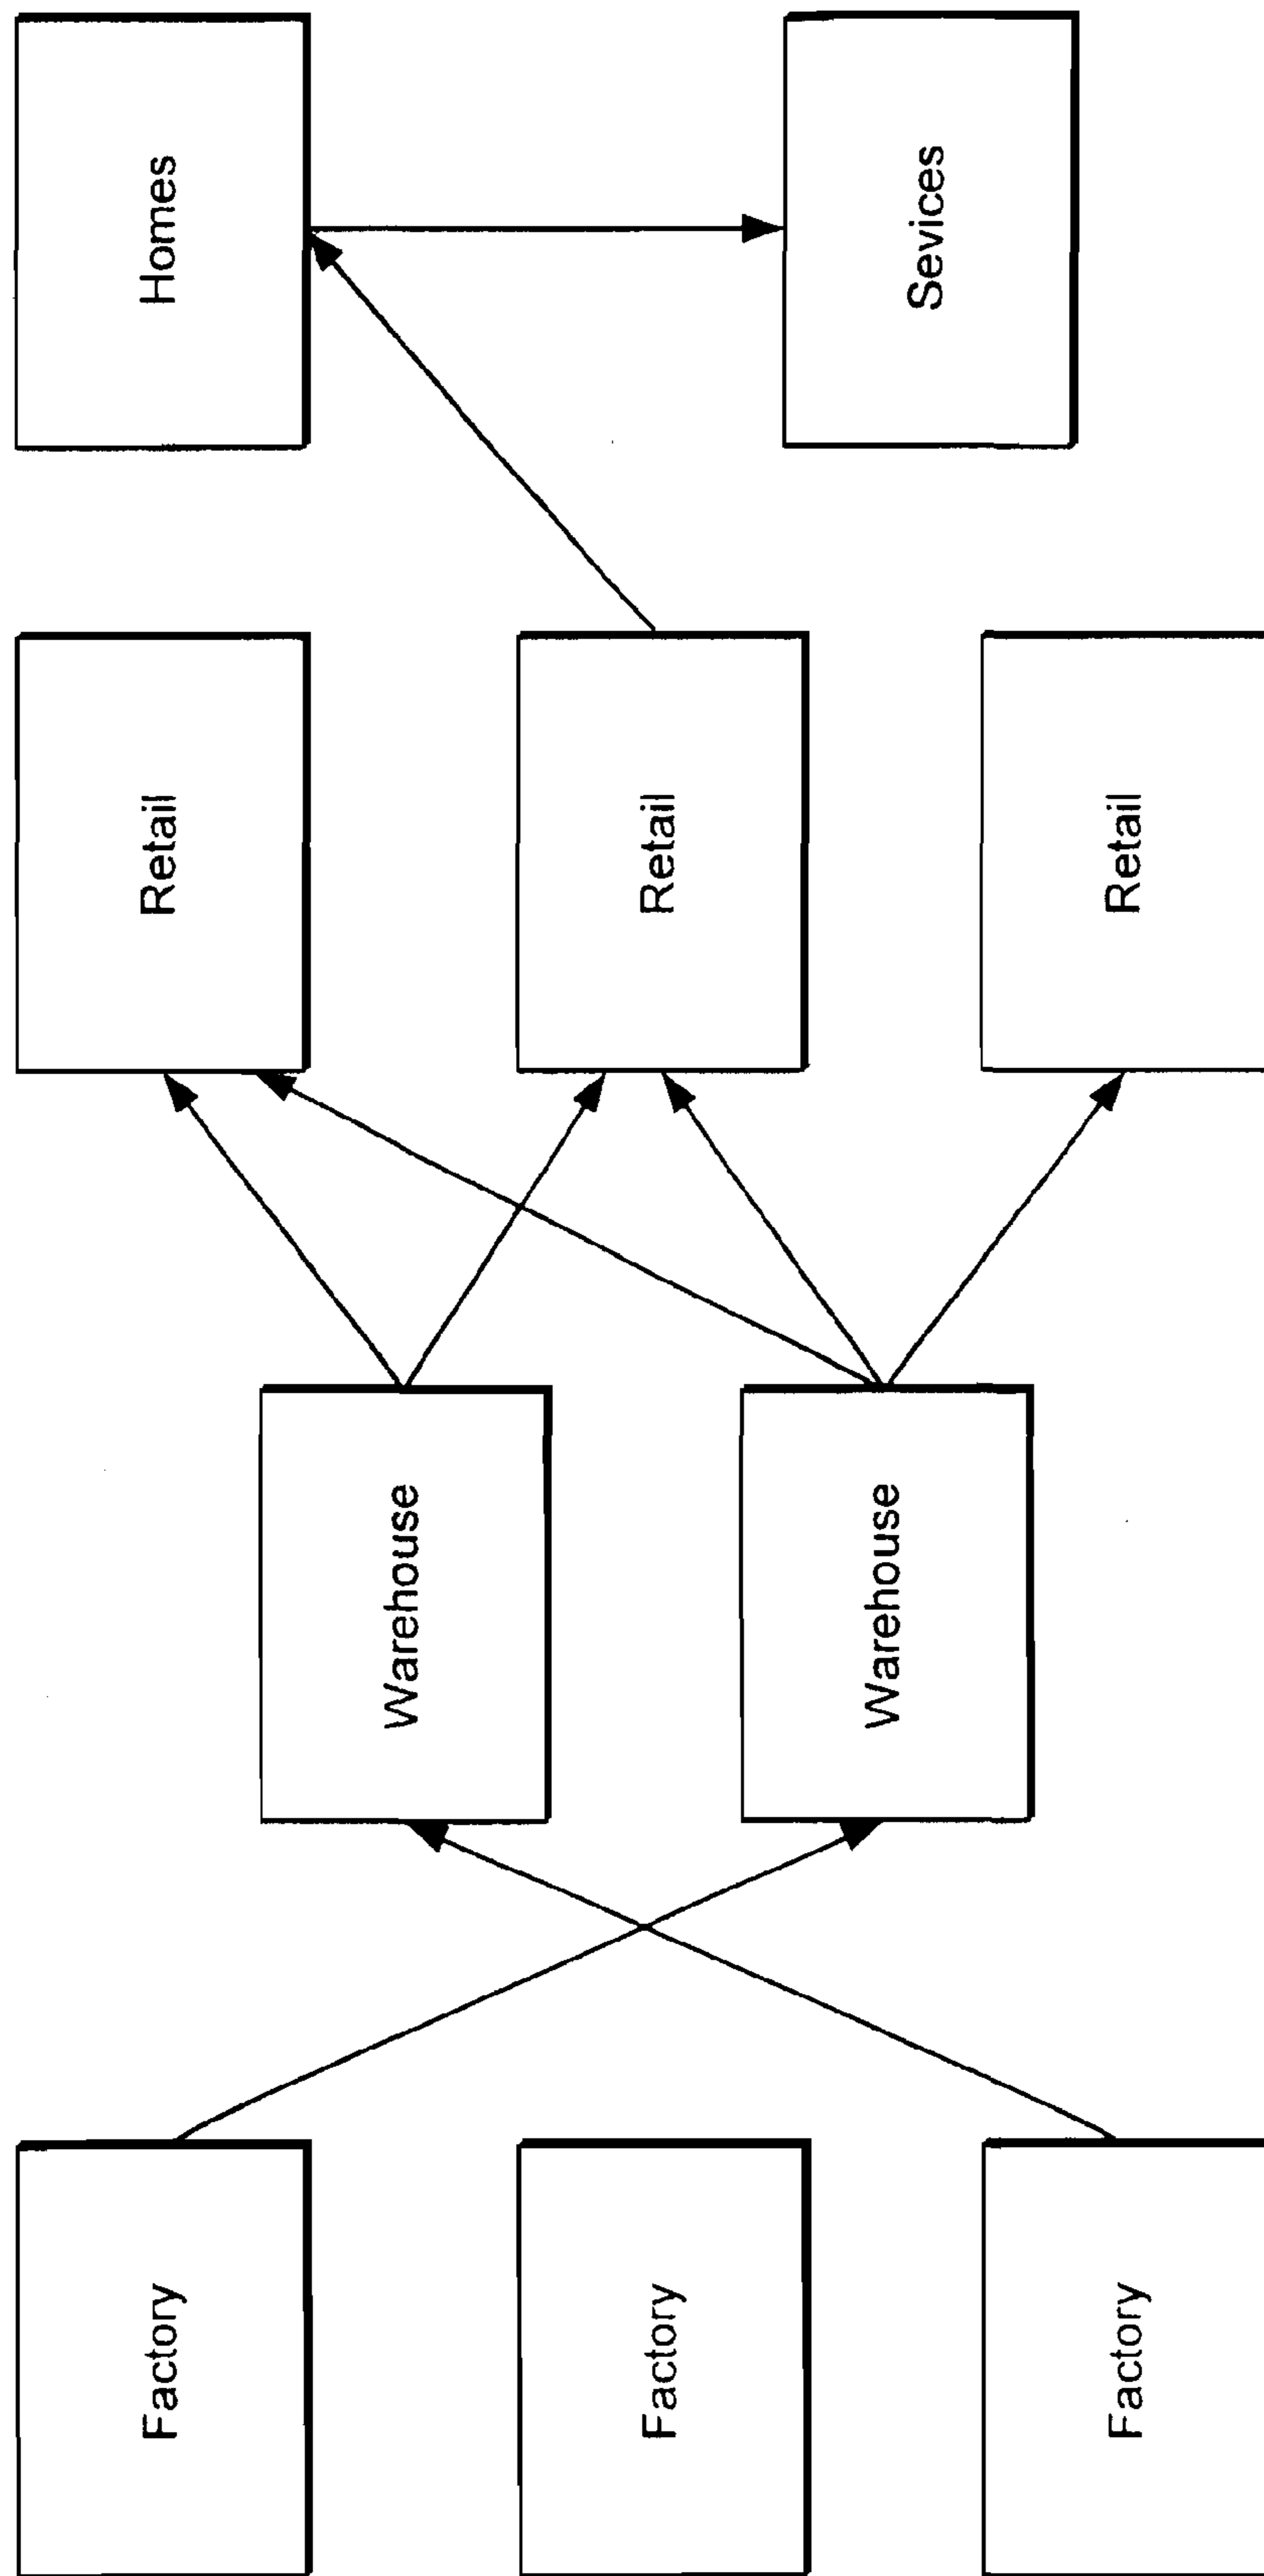 Factory
Factory
Factory
Warehouse
Warehouse
Retail
Retail
Retail
Homes
Sevices